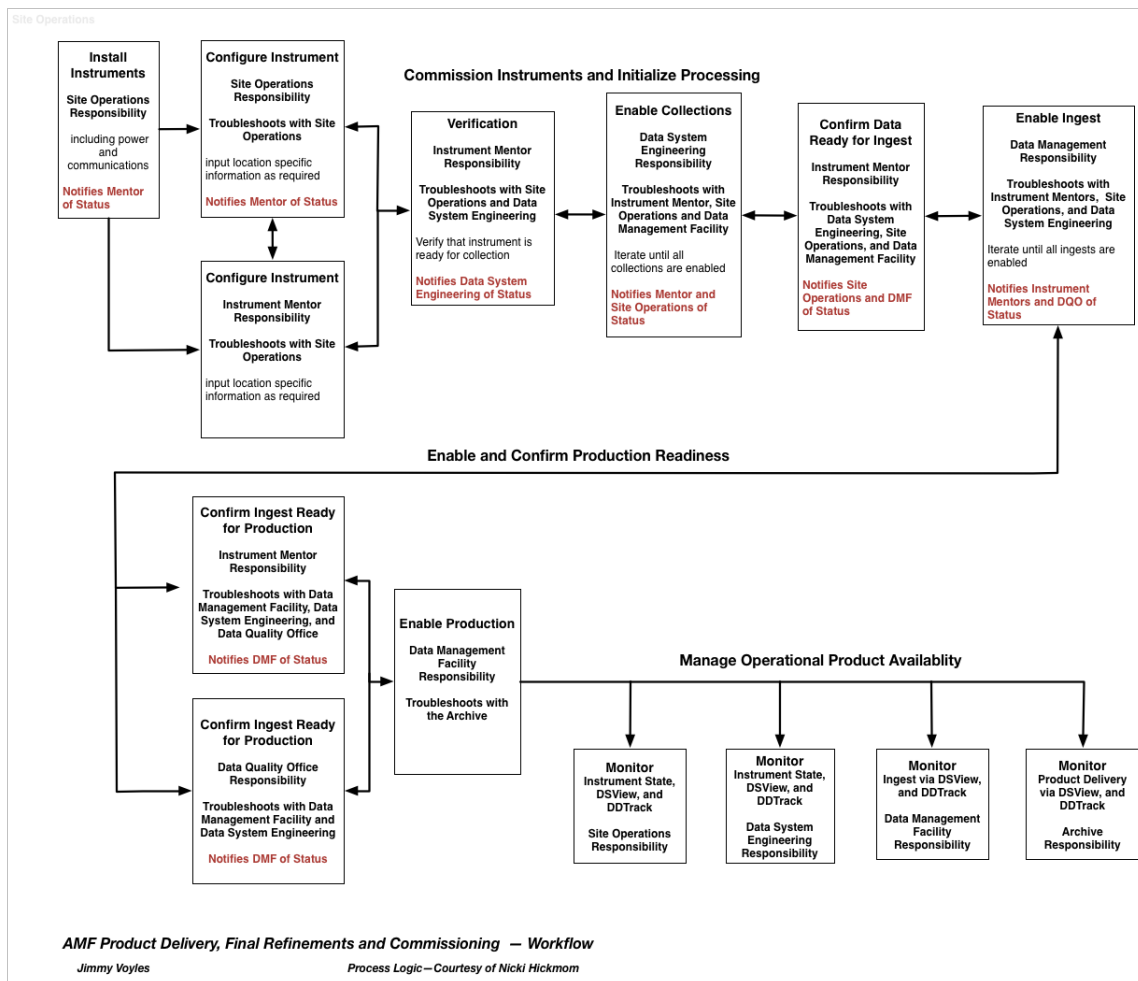 Site Operations
Install
Instruments
Site Operations
Responsibility
including power
and
communications
Notifies Mentor
of Status
Configure Instrument
Site Operations
Responsibility
Troubleshoots with Site
Operations
input location specific
information as required
Notifies Mentor of Status
Configure Instrument
Instrument Mentor
Responsibility
Troubleshoots with Site
Operations
input location specific
information as required
Commission Instruments and Initialize Processing
Verification
Instrument Mentor
Responsibility
Troubleshoots with Site
Operations and Data
System Engineering
Verify that instrument is
ready for collection
Notifies Data System
Engineering of Status
Enable Collections
Data System
Engineering
Responsibility
Troubleshoots with
Instrument Mentor, Site
Operations and Data
Management Facility
Iterate until all
collections are enabled
Notifies Mentor and
Site Operations of
Status
Confirm Data
Ready for Ingest
Instrument Mentor
Responsibility
Troubleshoots with
Data System
Engineering, Site
Operations, and Data
Management Facility
Notifies Site
Operations and DMF
of Status
Enable Ingest
Data Management
Responsibility
Troubleshoots with
Instrument Mentors, Site
Operations, and Data
System Engineering
Iterate until all ingests are
enabled
Notifies Instrument
Mentors and DQO of
Status
Enable and Confirm Production Readiness
Confirm Ingest Ready
for Production
Instrument Mentor
Responsibility
Troubleshoots with Data
Management Facility, Data
System Engineering, and
Data Quality Office
Notifies DMF of Status
Confirm Ingest Ready
for Production
Data Quality Office
Responsibility
Troubleshoots with Data
Management Facility and
Data System Engineering
Notifies DMF of Status
Enable Production
Data Management
Facility
Responsibility
Troubleshoots with
the Archive
Manage Operational Product Availablity
Monitor
Instrument State,
DSView, and
DDTrack
Site Operations
Responsibility
Monitor
Instrument State,
DSView, and
DDTrack
Data System
Engineering
Responsibility
Monitor
Ingest via DSView,
and DDTrack
Data Management
Facility
Responsibility
Monitor
Product Delivery
via DSView, and
DDTrack
Archive
Responsibility
AMF Product Delivery, Final Refinements and Commissioning — Workflow
Jimmy Voyles
Process Logic—Courtesy of Nicki Hickmom